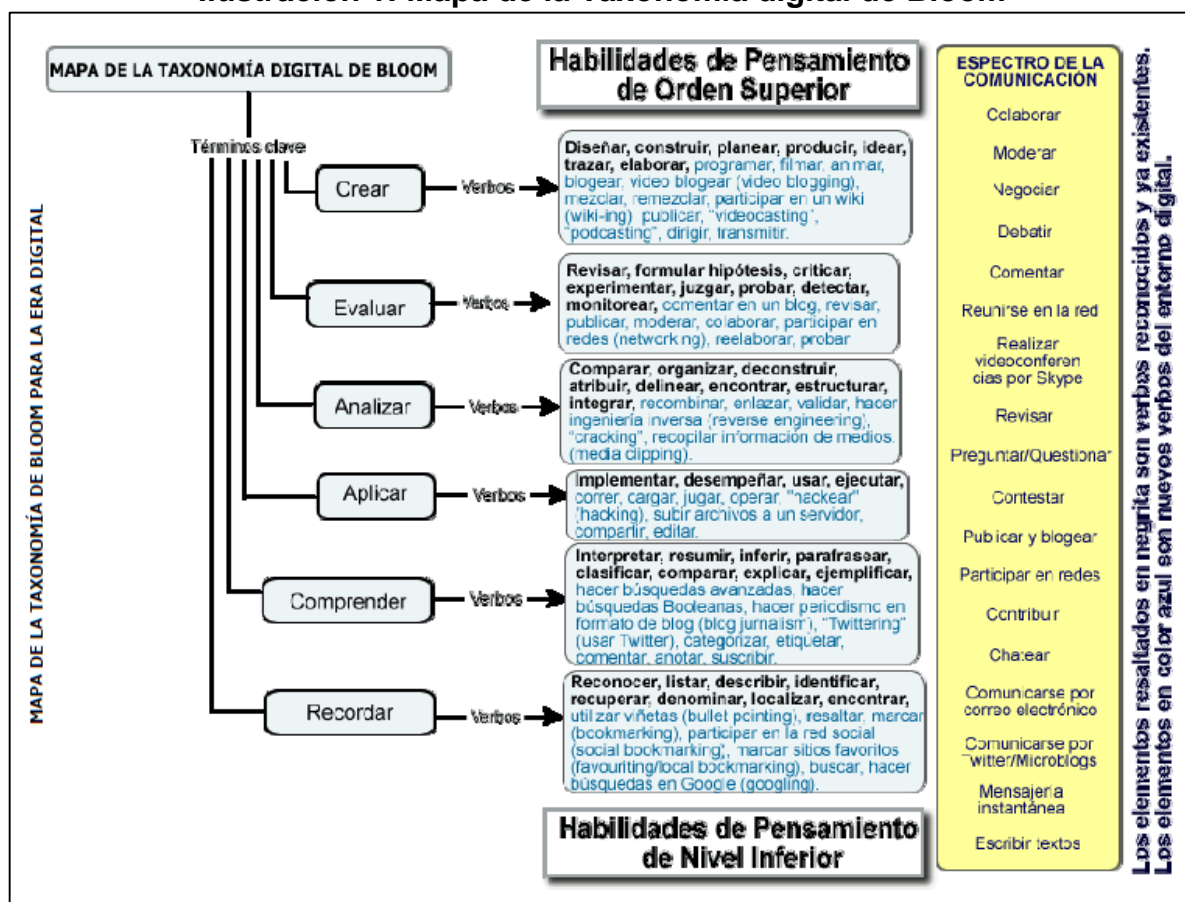 Ilustración 1. Mapa de la Taxonomía digital de Bloom
MAPA DE LA TAXONOMÍA DIGITAL DE BLOOM
Términos clave
MAPA DE LA TAXONOMÍA DE BLOOM PARA LA ERA DIGITAL
Habilidades de Pensamiento
de Orden Superior
Crear
Verbos
Diseñar, construir, planear, producir, idear,
trazar, elaborar, programar, filmar, animar,
blogear, video blogear (video blogging),
mezclar, remezclar, participar en un wiki
(wiki-ing) publicar, "videocasting",
"podcasting", dirigir, transmitir.
Evaluar
Verbos
Revisar, formular hipótesis, criticar,
experimentar, juzgar, probar, detectar,
monitorear, comentar en un blog, revisar,
publicar, moderar, colaborar, participar en
redes (networking), reelaborar, probar
Analizar
Verbos
Comparar, organizar, deconstruir,
atribuir, delinear, encontrar, estructurar,
integrar, recombinar, enlazar, validar, hacer
ingeniería inversa (reverse engineering),
"cracking", recopilar información de medios.
(media clipping).
Aplicar
Verbos
Implementar, desempeñar, usar, ejecutar,
correr, cargar, jugar, operar, "hackear"
(hacking), subir archivos a un servidor,
compartir, editar.
Comprender
Verbos
Interpretar, resumir, inferir, parafrasear,
clasificar, comparar, explicar, ejemplificar,
hacer búsquedas avanzadas, hacer
búsquedas Booleanas, hacer periodismo en
formato de blog (blog jurnalism), "Twittering"
(usar Twitter), categorizar, etiquetar,
comentar, anotar, suscribir.
Recordar
Verbos
Reconocer, listar, describir, identificar,
recuperar, denominar, localizar, encontrar,
utilizar viñetas (bullet pointing), resaltar, marcar
(bookmarking), participar en la red social
(social bookmarking), marcar sitios favoritos
(favouriting/local bookmarking), buscar, hacer
búsquedas en Google (googling).
Habilidades de Pensamiento
de Nivel Inferior
ESPECTRO DE LA
COMUNICACIÓN
Colaborar
Moderar
Negociar
Debatir
Comentar
Reunirse en la red
Realizar
videoconferen
cias por Skype
Revisar
Preguntar/Questionar
Contestar
Publicar y blogear
Participar en redes
Contribuir
Chatear
Comunicarse por
correo electrónico
Comunicarse por
Twitter/Microblogs
Mensajería
instantánea
Escribir textos
Los elementos resaltados en negrita son verbos reconocidos y ya existentes.
Los elementos en color azul son nuevos verbos del entorno digital.